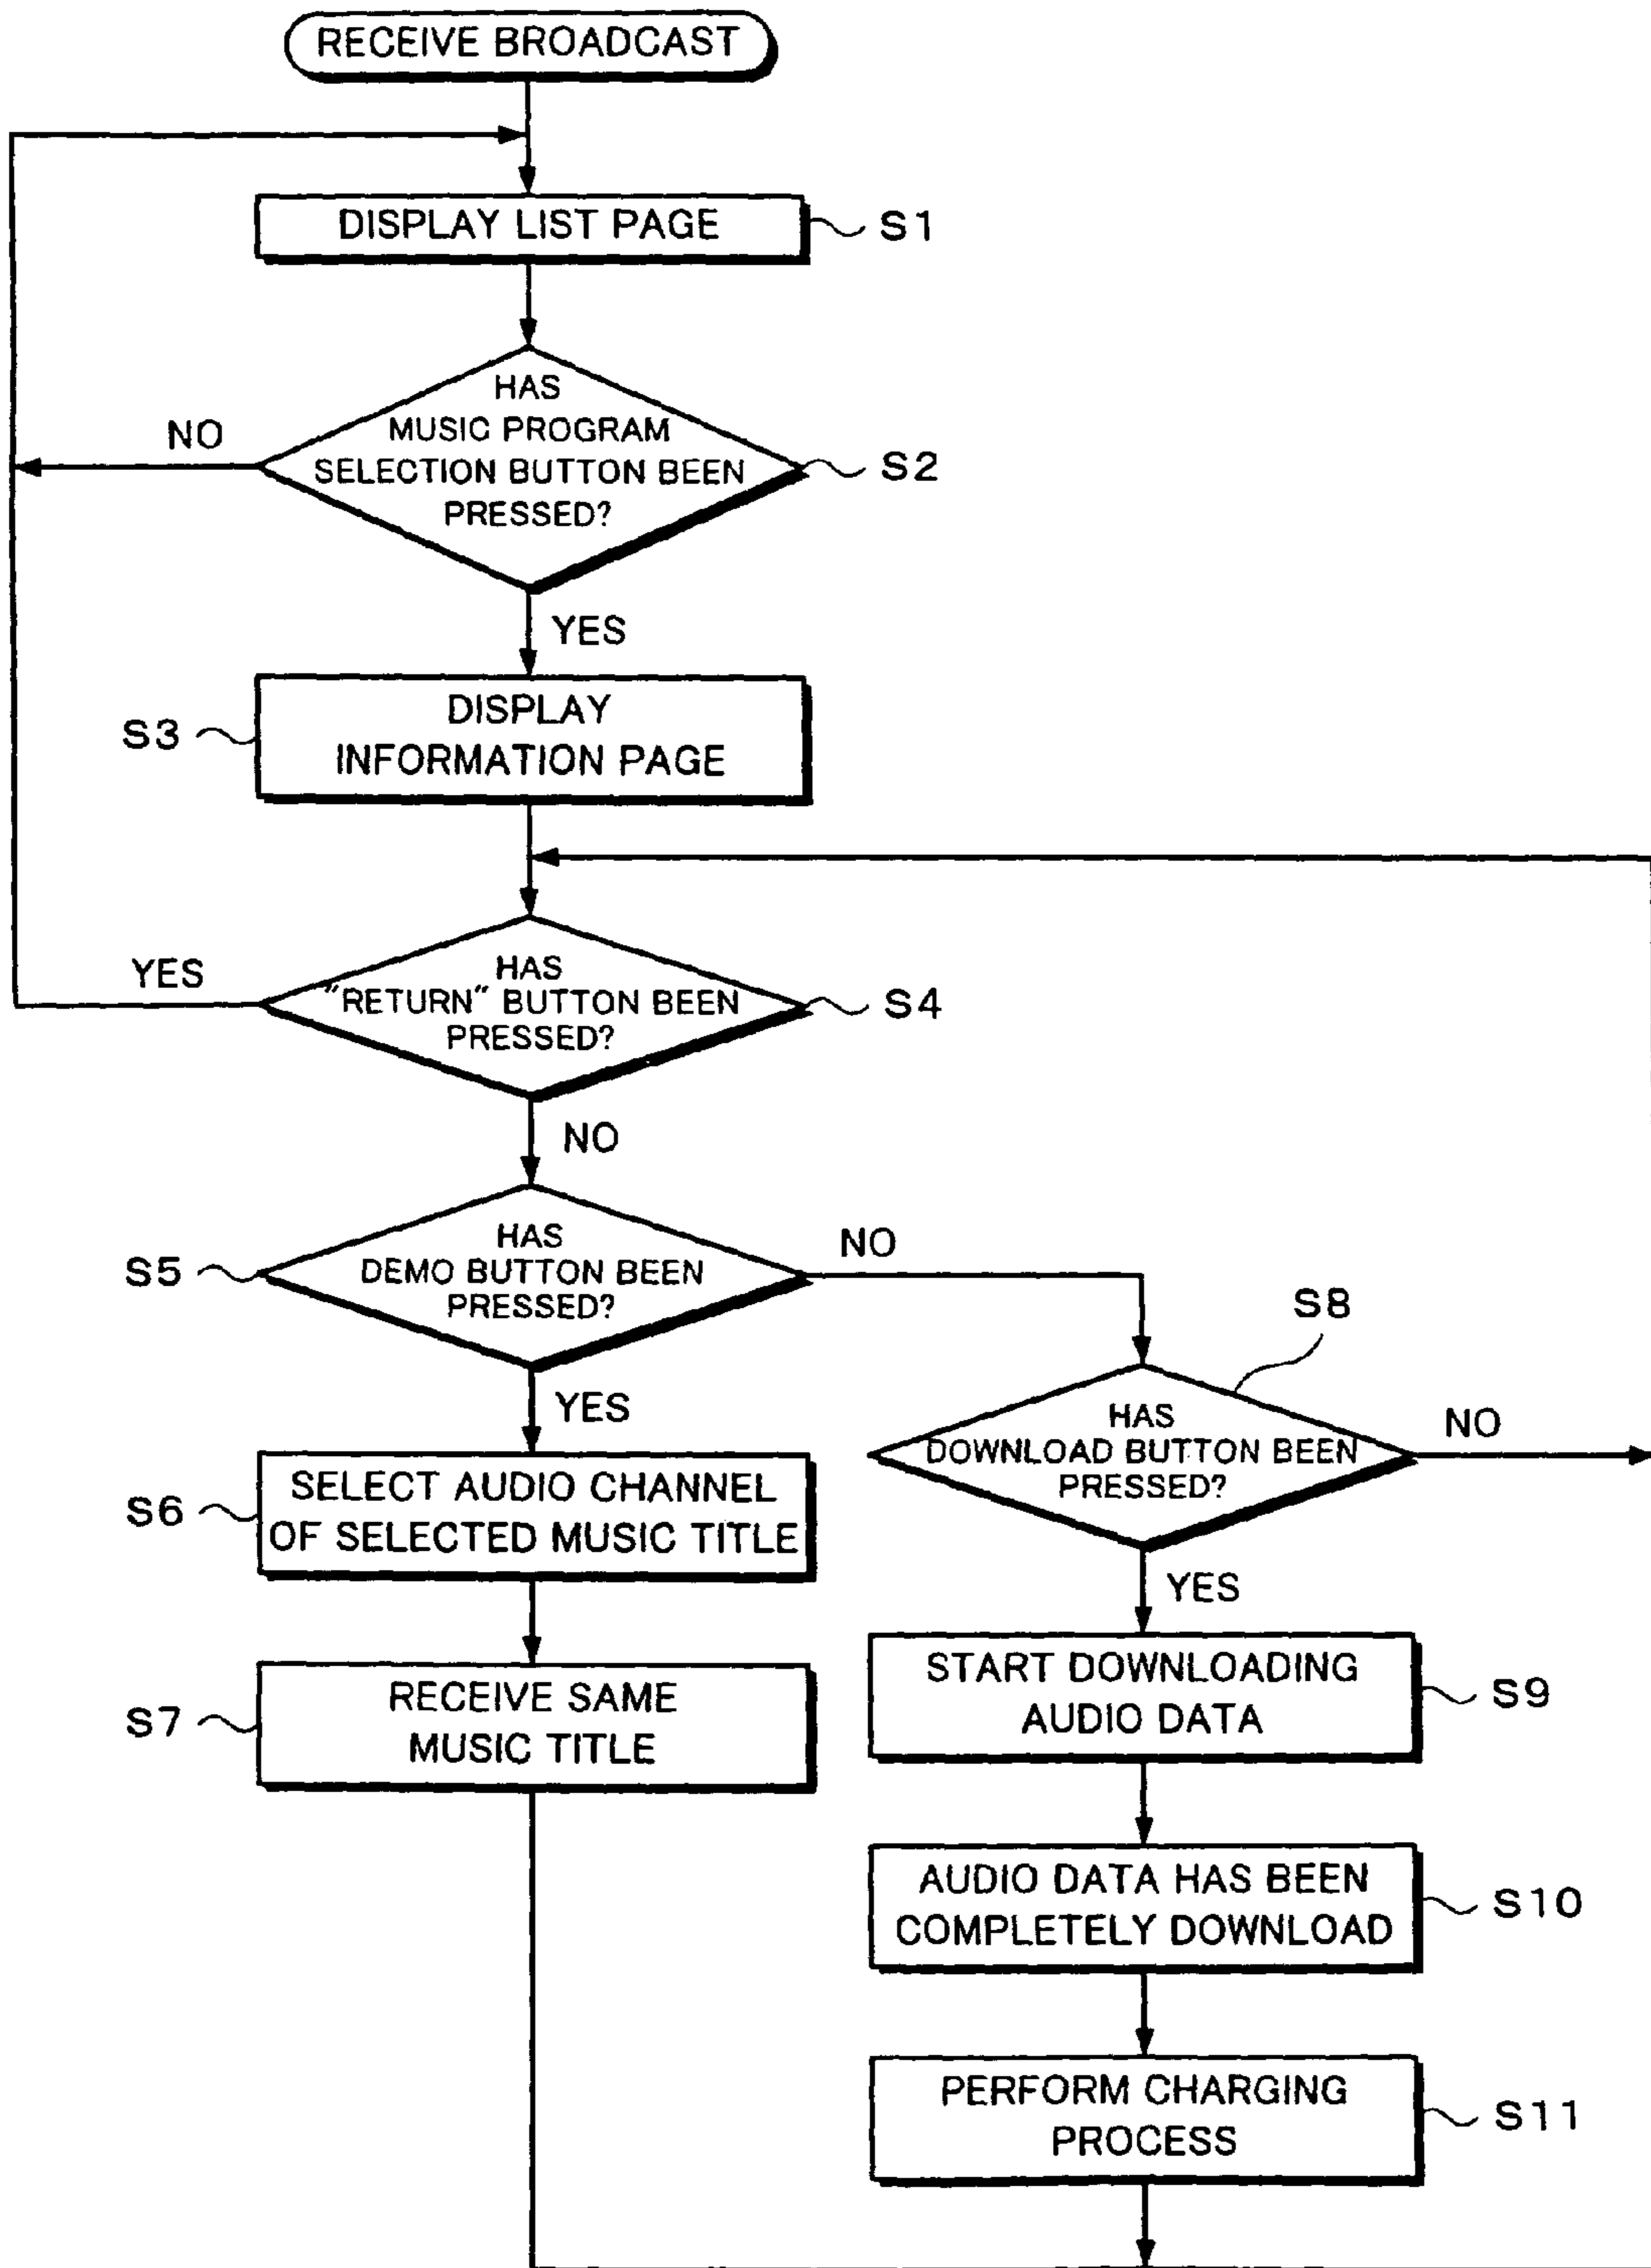 RECEIVE BROADCAST
DISPLAY LIST PAGE
S1
HAS
MUSIC PROGRAM
SELECTION BUTTON BEEN
PRESSED?
S2
NO
YES
DISPLAY
INFORMATION PAGE
S3
HAS
"RETURN" BUTTON BEEN
PRESSED?
S4
YES
NO
HAS
DEMO BUTTON BEEN
PRESSED?
S5
NO
YES
SELECT AUDIO CHANNEL
OF SELECTED MUSIC TITLE
S6
RECEIVE SAME
MUSIC TITLE
S7
S8
HAS
DOWNLOAD BUTTON BEEN
PRESSED?
NO
YES
START DOWNLOADING
AUDIO DATA
S9
AUDIO DATA HAS BEEN
COMPLETELY DOWNLOAD
S10
PERFORM CHARGING
PROCESS
S11